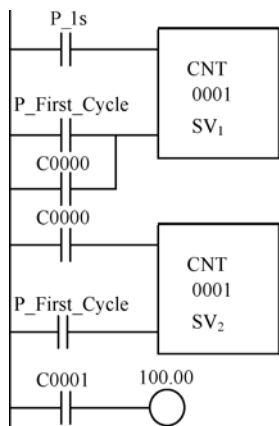 P_1s
CNT
0001
SV₁
P_First_Cycle
C0000
C0000
CNT
0001
SV₂
P_First_Cycle
C0001
100.00